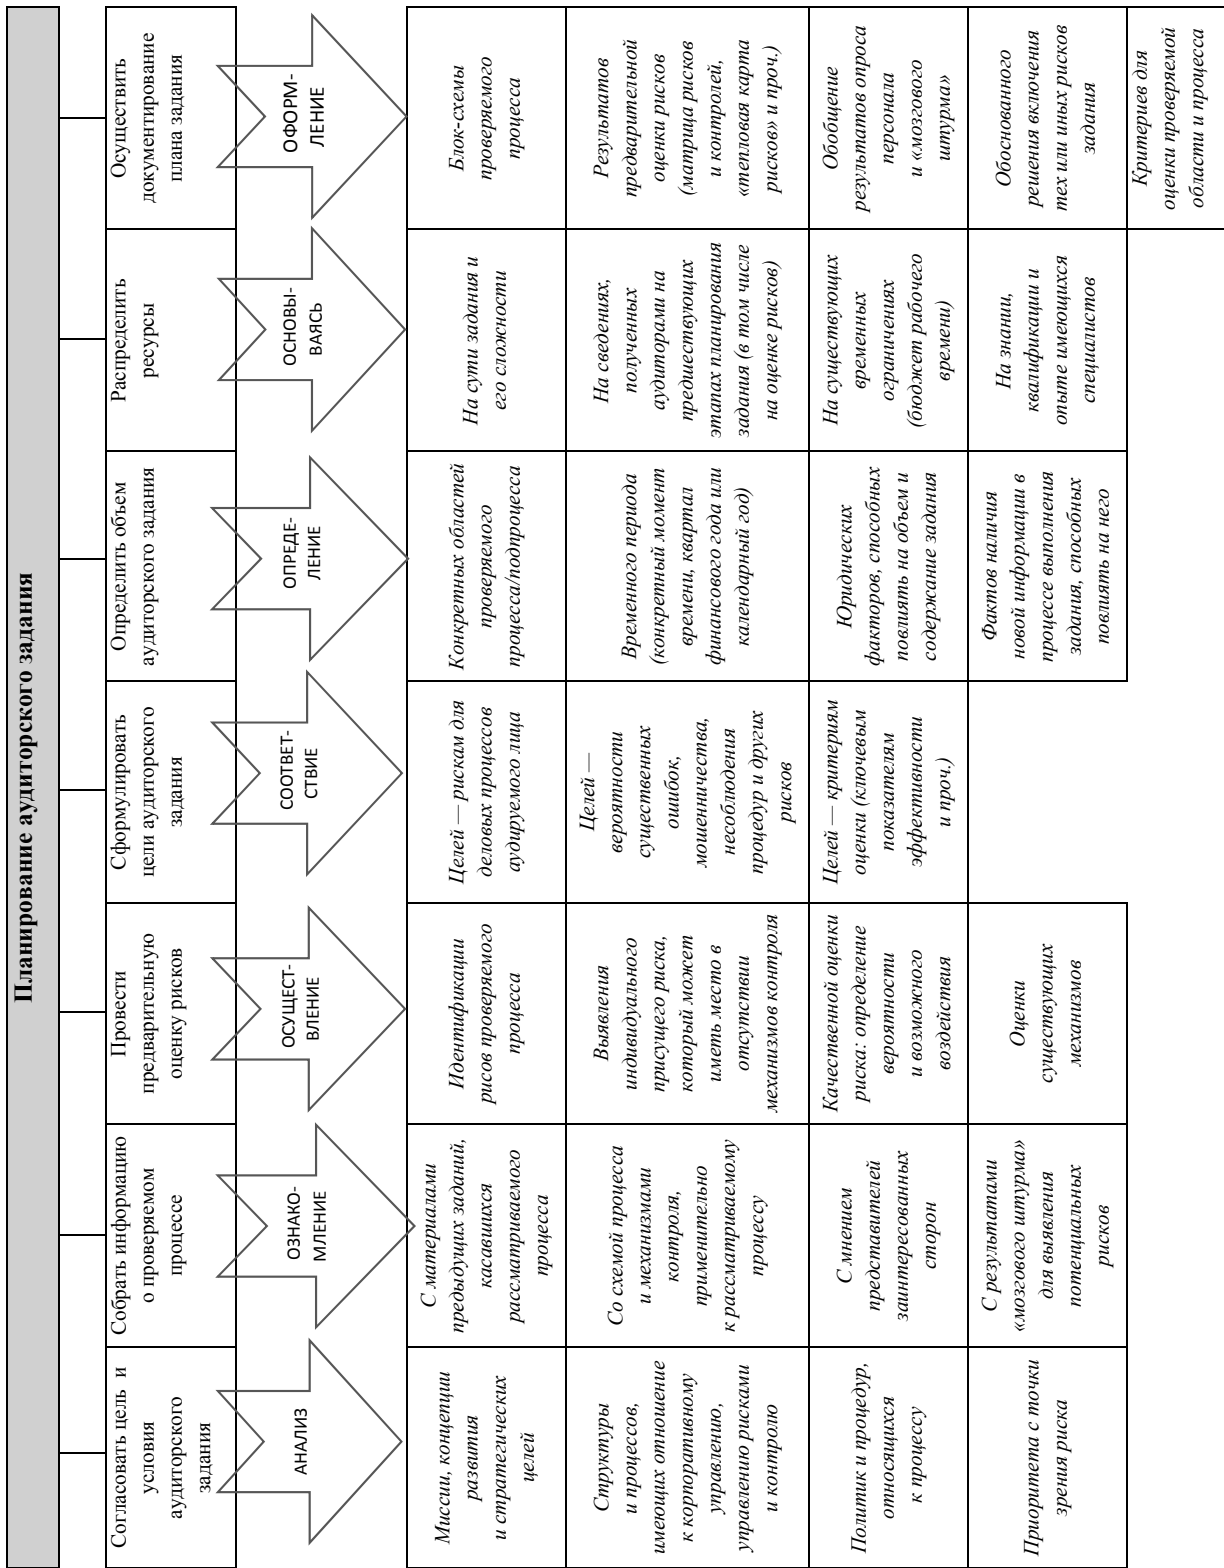 Планирование аудиторского задания
Согласовать цель и
условия
аудиторского
задания
АНАЛИЗ
Миссии, концепции
развития
и стратегических
целей
Структуры
и процессов,
имеющих отношение
к корпоративному
управлению,
управлению рисками
и контролю
Политик и процедур,
относящихся
к процессу
Приоритета с точки
зрения риска
Собрать информацию
о проверяемом
процессе
ОЗНАКО-
МЛЕНИЕ
С материалами
предыдущих заданий,
касавшихся
рассматриваемого
процесса
Со схемой процесса
и механизмами
контроля,
применительно
к рассматриваемому
процессу
С мнением
представителей
заинтересованных
сторон
С результатами
«мозгового штурма»
для выявления
потенциальных
рисков
Провести
предварительную
оценку рисков
ОСУЩЕСТ-
ВЛЕНИЕ
Идентификации
рисов проверяемого
процесса
Выявления
индивидуального
присущего риска,
который может
иметь место в
отсутствии
механизмов контроля
Качественной оценки
риска: определение
вероятности
и возможного
воздействия
Оценки
существующих
механизмов
Сформулировать
цели аудиторского
задания
СООТВЕТ-
СТВИЕ
Целей — рискам для
деловых процессов
аудируемого лица
Целей —
вероятности
существенных
ошибок,
мошенничества,
несоблюдения
процедур и других
рисков
Целей — критериям
оценки (ключевым
показателям
эффективности
и проч.)
Определить объем
аудиторского задания
ОПРЕДЕ-
ЛЕНИЕ
Конкретных областей
проверяемого
процесса/подпроцесса
Временного периода
(конкретный момент
времени, квартал
финансового года или
календарный год)
Юридических
факторов, способных
повлиять на объем и
содержание задания
Фактов наличия
новой информации в
процессе выполнения
задания, способных
повлиять на него
Распределить
ресурсы
ОСНОВЫ-
ВАЯСЬ
На сути задания и
его сложности
На сведениях,
полученных
аудиторами на
предшествующих
этапах планирования
задания (в том числе
на оценке рисков)
На существующих
временных
ограничениях
(бюджет рабочего
времени)
На знании,
квалификации и
опыте имеющихся
специалистов
Осуществить
документирование
плана задания
ОФОРМ-
ЛЕНИЕ
Блок-схемы
проверяемого
процесса
Результатов
предварительной
оценки рисков
(матрица рисков
и контролей,
«тепловая карта
рисков» и проч.)
Обобщение
результатов опроса
персонала
и «мозгового
штурма»
Обоснованного
решения включения
тех или иных рисков
задания
Критериев для
оценки проверяемой
области и процесса